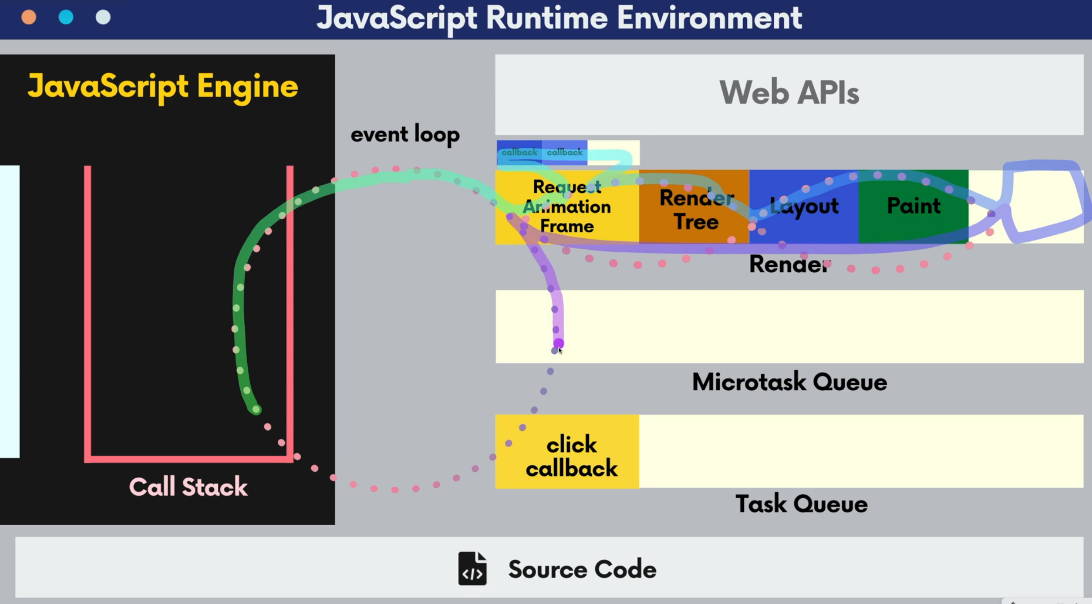 JavaScript Runtime Environment
JavaScript Engine
Web APIs
event loop
callback callback
Request
Animation
Frame
Render
Tree
Layout
Paint
Render
Microtask Queue
click
callback
Call Stack
Task Queue
</> Source Code